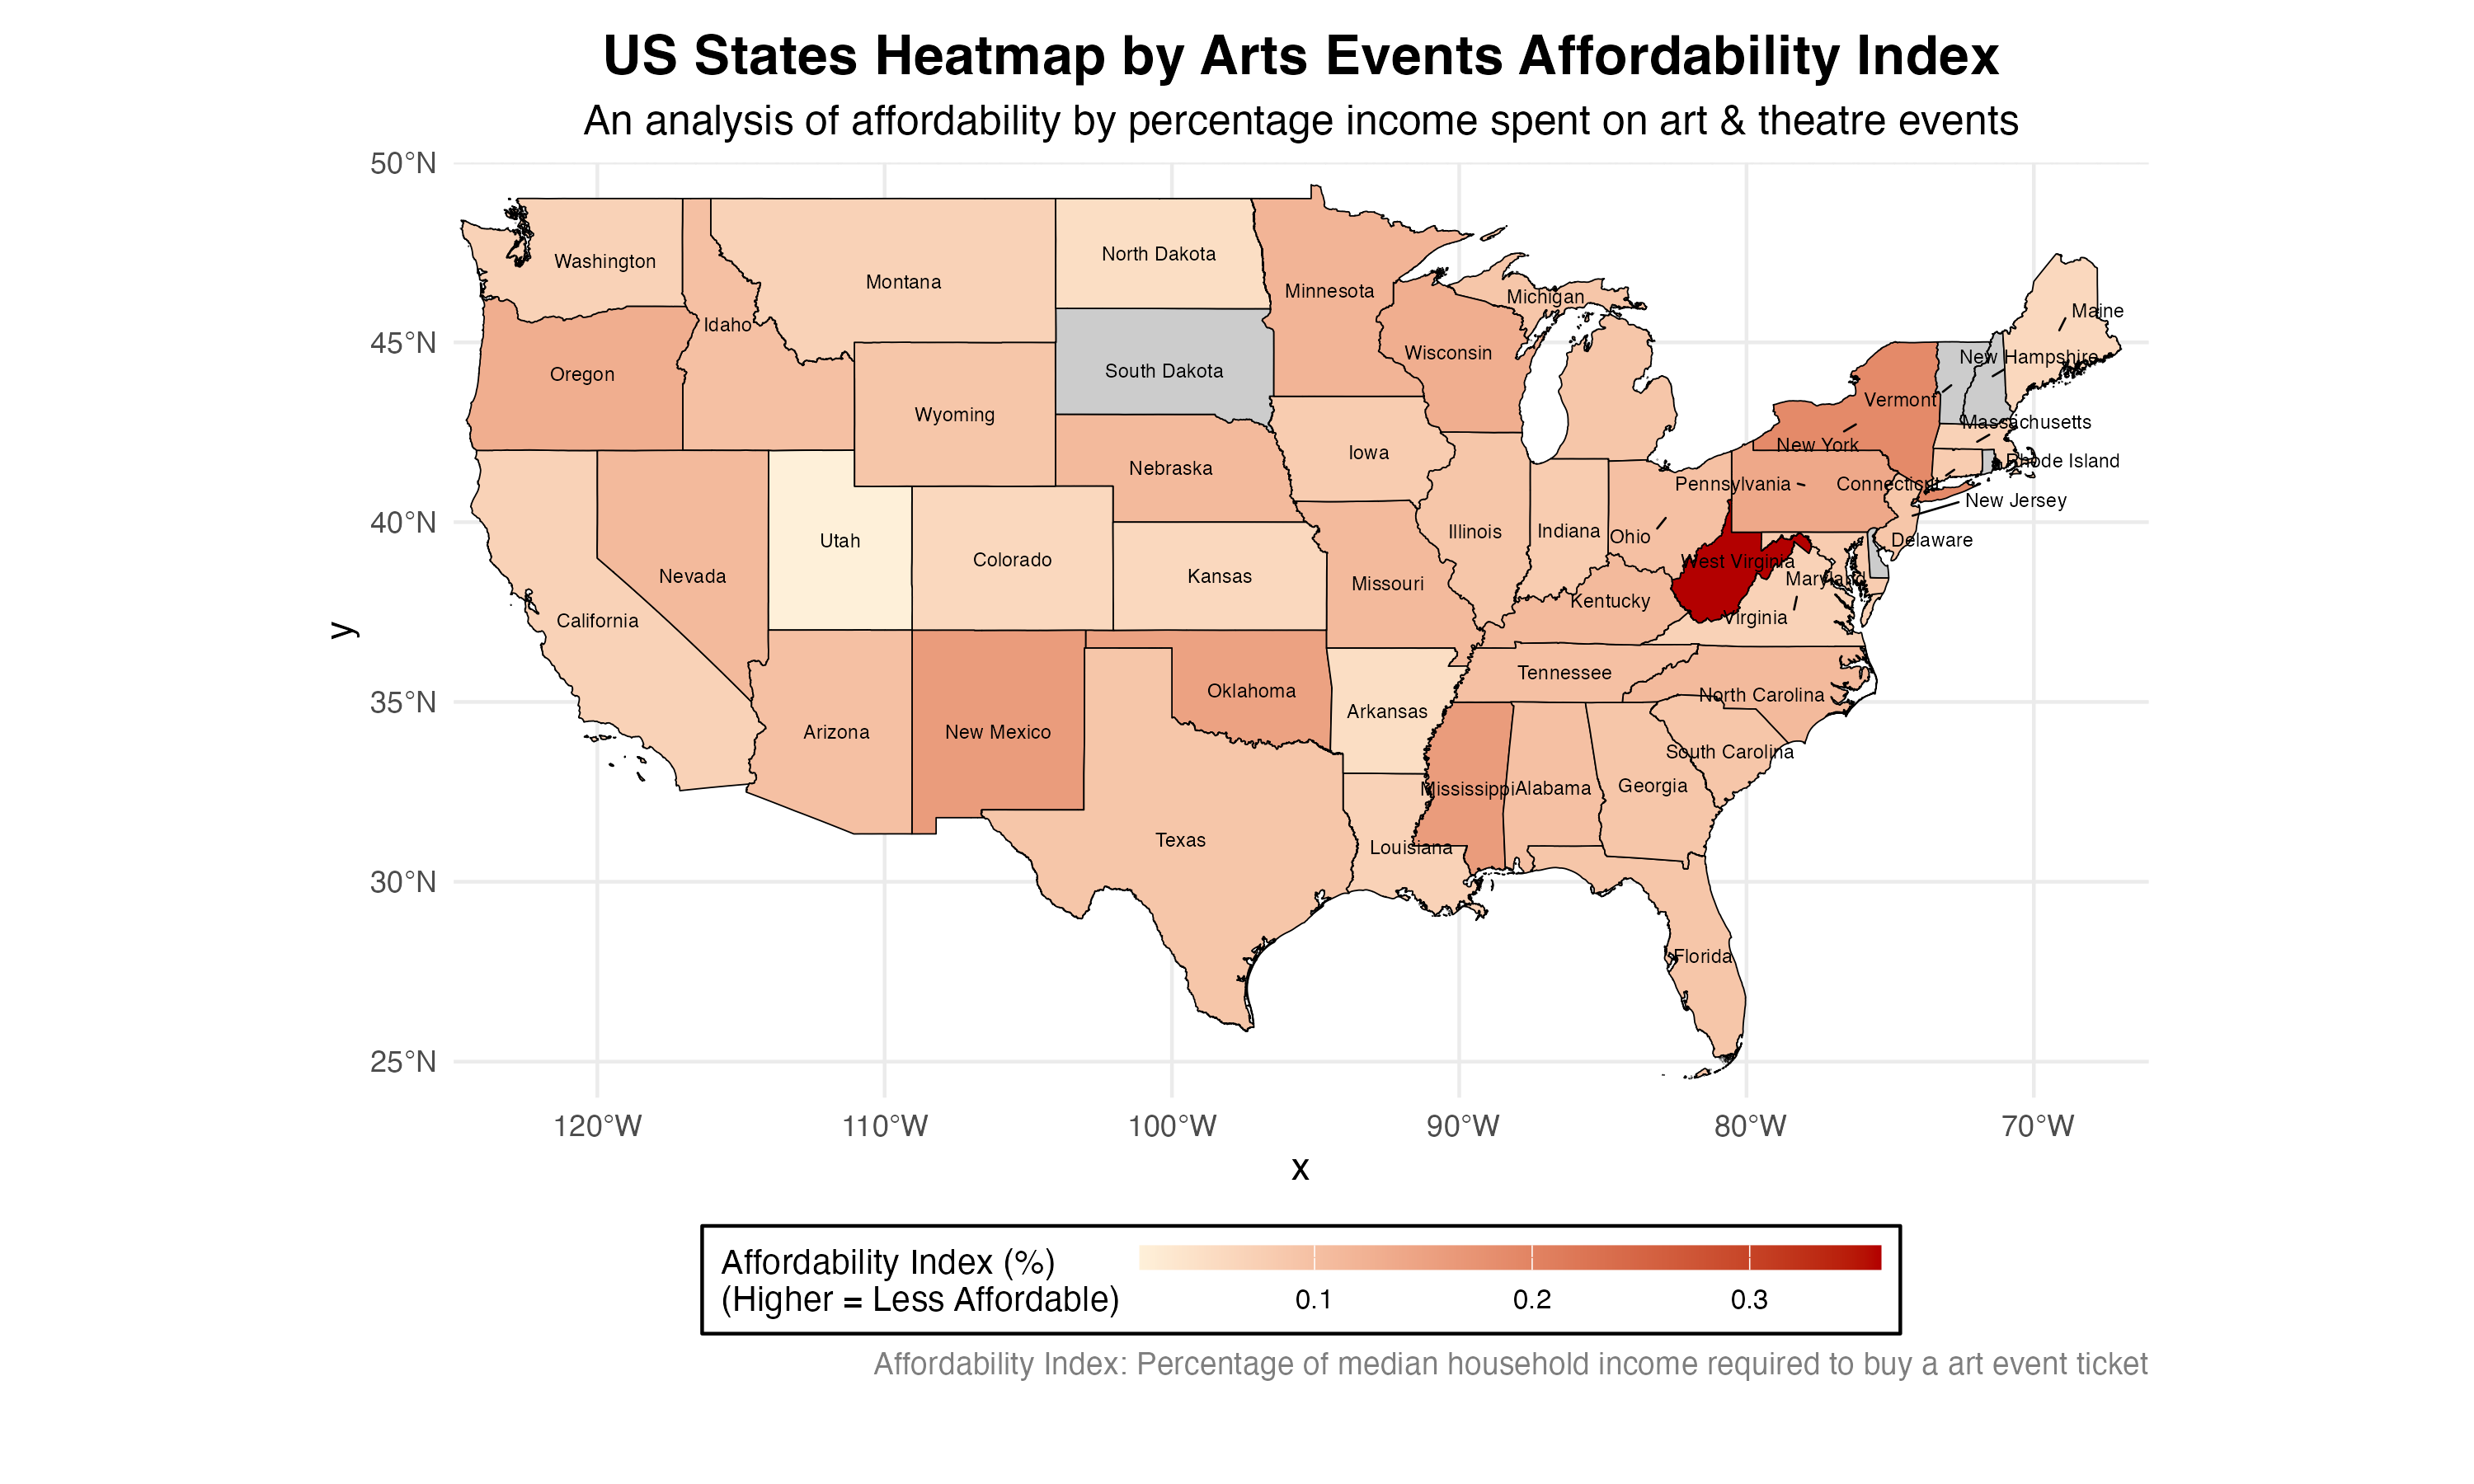 US States Heatmap by Arts Events Affordability Index
An analysis of affordability by percentage income spent on art & theatre events
50°N
45°N
40°N
35°N
30°N
25°N
y
Washington
Montana
North Dakota
Minnesota
Michigan
Maine
Idaho
Oregon
Wyoming
South Dakota
Wisconsin
New Hampshire
Vermont
Massachusetts
New York
Iowa
Nebraska
Rhode Island
Pennsylvania
Connecticut
New Jersey
Utah
Nevada
Colorado
Kansas
Illinois
Indiana
Ohio
Delaware
West Virginia
Maryland
Missouri
Kentucky
Virginia
California
Tennessee
North Carolina
Oklahoma
Arkansas
Arizona
New Mexico
South Carolina
Mississippi
Alabama
Georgia
Texas
Louisiana
Florida
120°W
110°W
100°W
90°W
80°W
70°W
x
Affordability Index (%)
(Higher = Less Affordable)
0.1
0.2
0.3
Affordability Index: Percentage of median household income required to buy a art event ticket